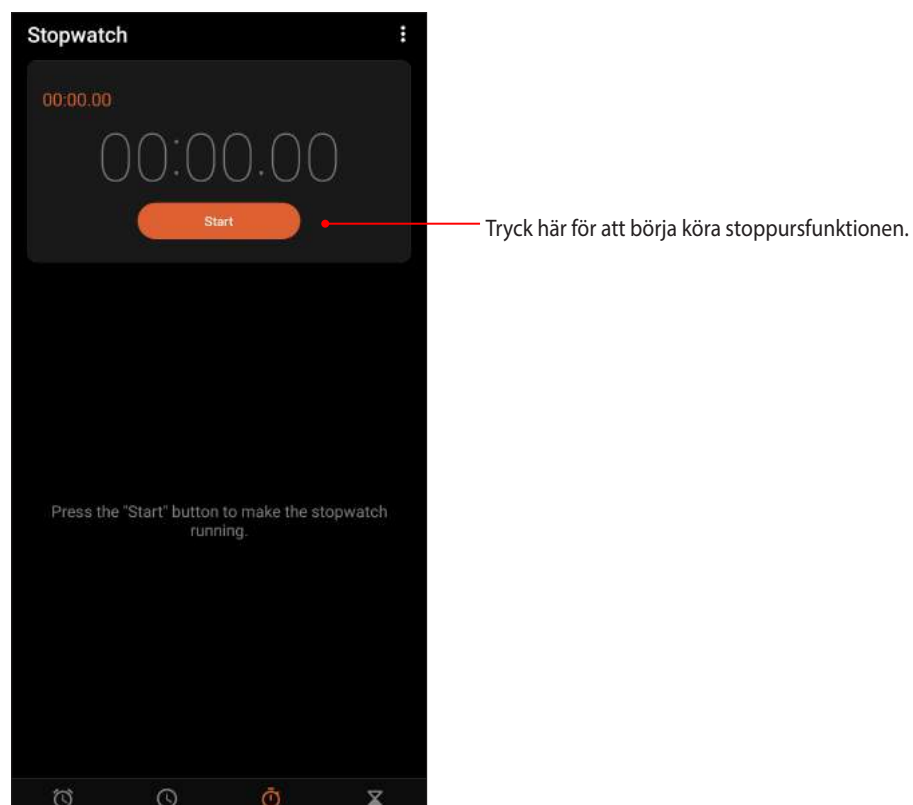 Stopwatch
00:00.00
00:00.00
Start
Tryck här för att börja köra stoppursfunktionen.
Press the "Start" button to make the stopwatch
running.